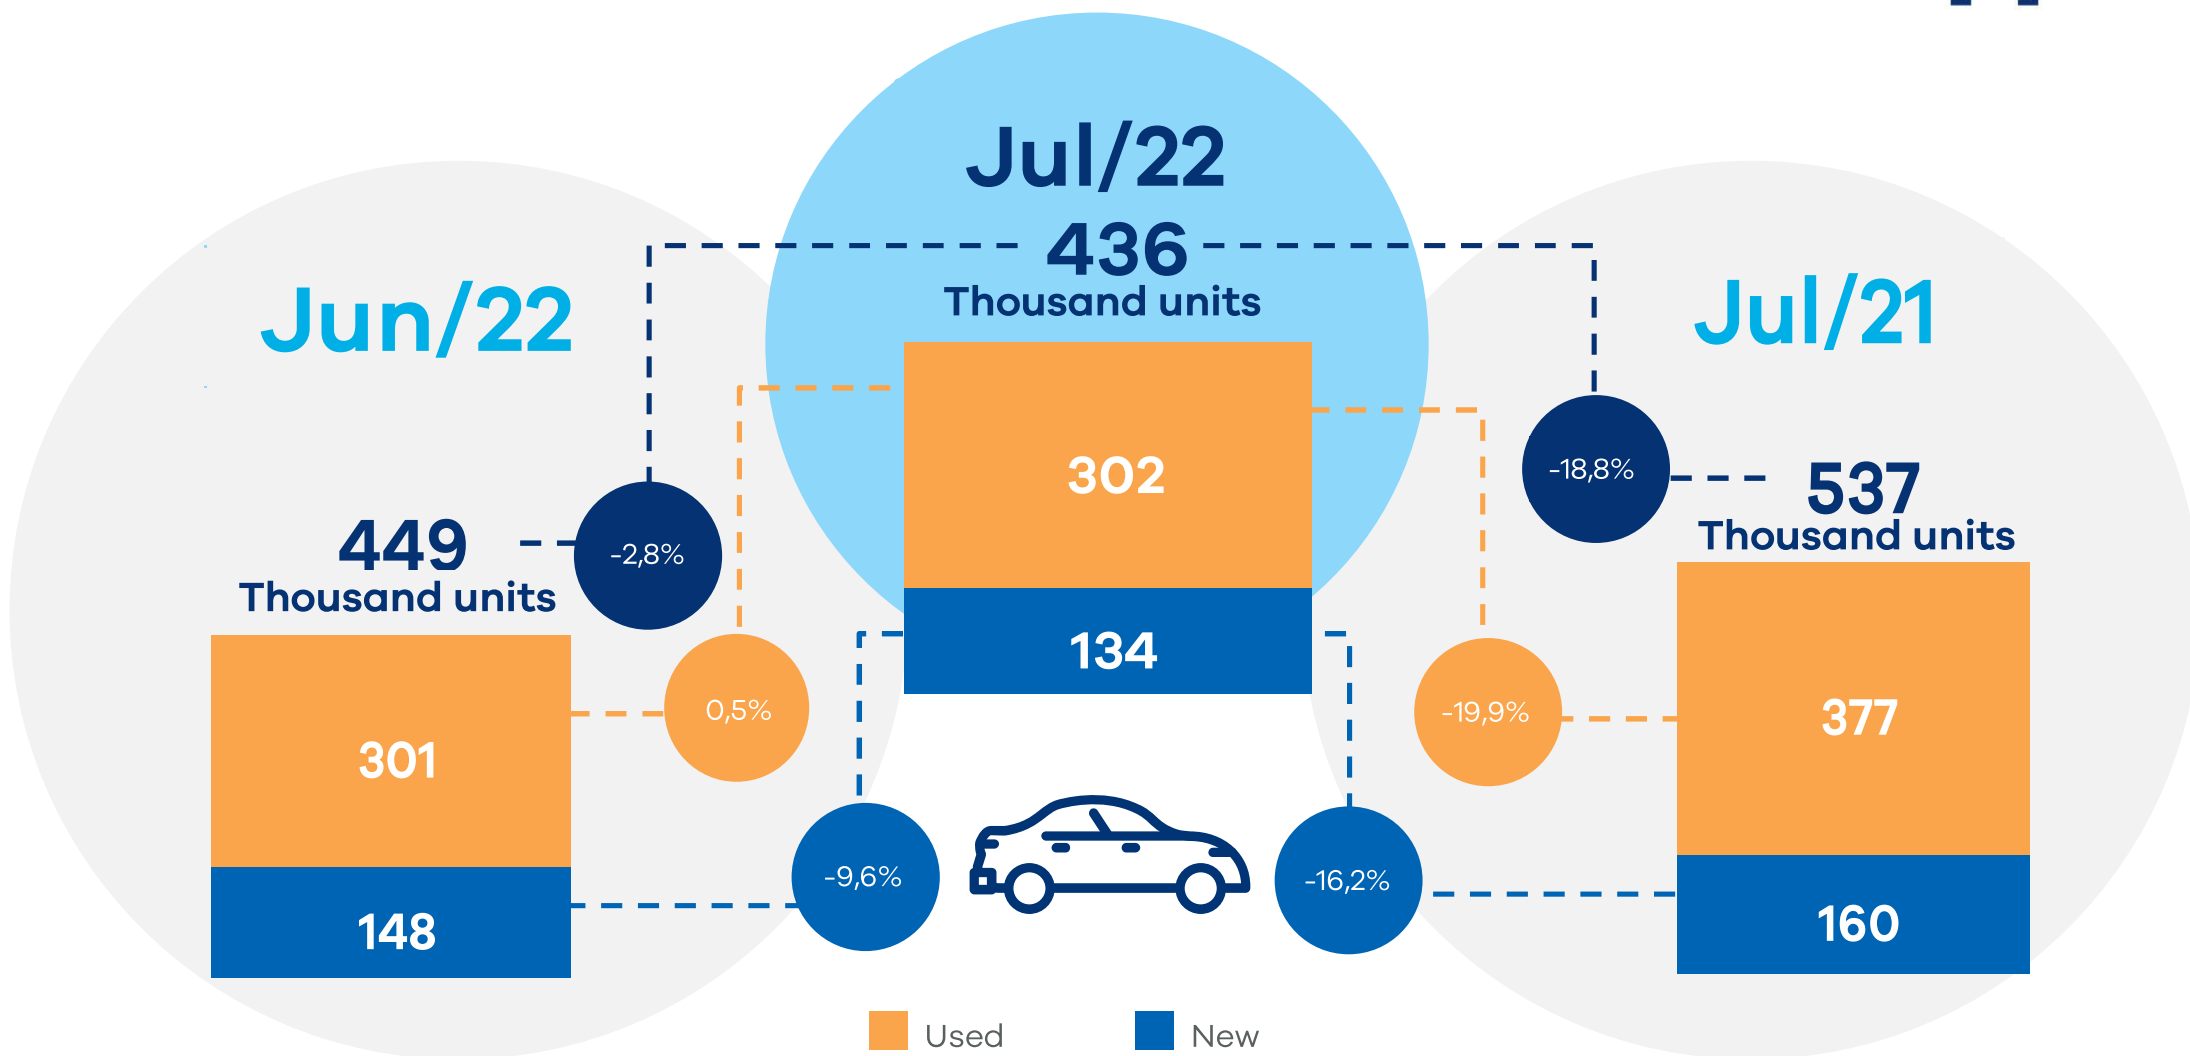 Jul/22
436
Thousand units
Jun/22
Jul/21
302
-18,8%
537
Thousand units
449
Thousand units
-2,8%
134
0,5%
-19,9%
377
301
-9,6%
-16,2%
148
160
Used
New